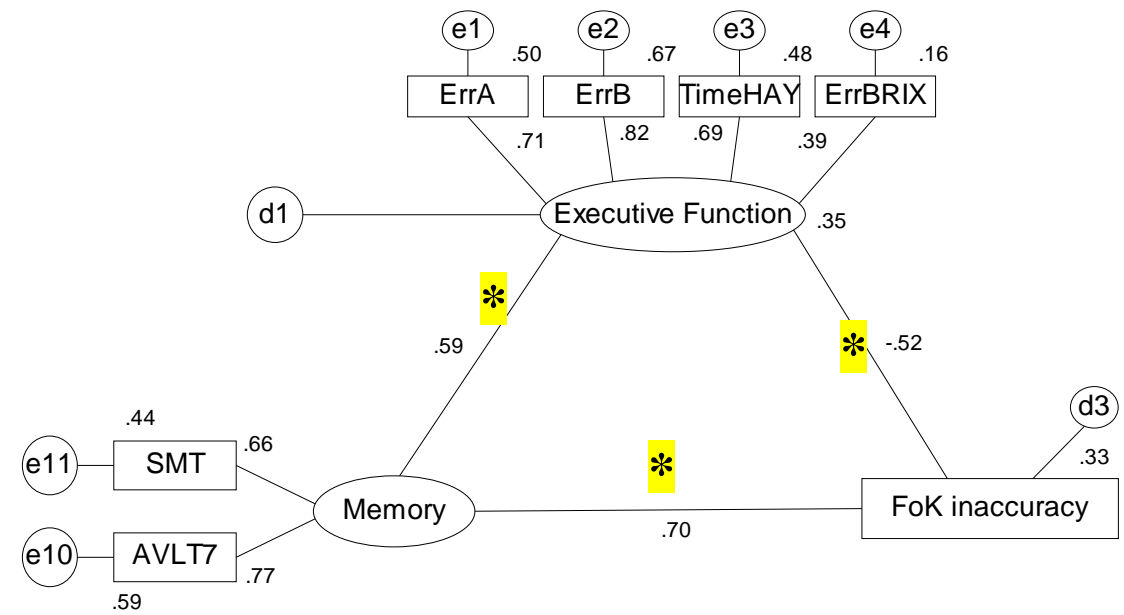 e1 e2 e3 e4
.50 .67 .48 .16
ErrA ErrB TimeHAY ErrBRIX
.71 .82 .69 .39
d1 Executive Function .35
*
.59
* -.52
d3
.44
.66
.33
e11 SMT
*
Memory
.70
FoK inaccuracy
e10 AVLT7
.77
.59